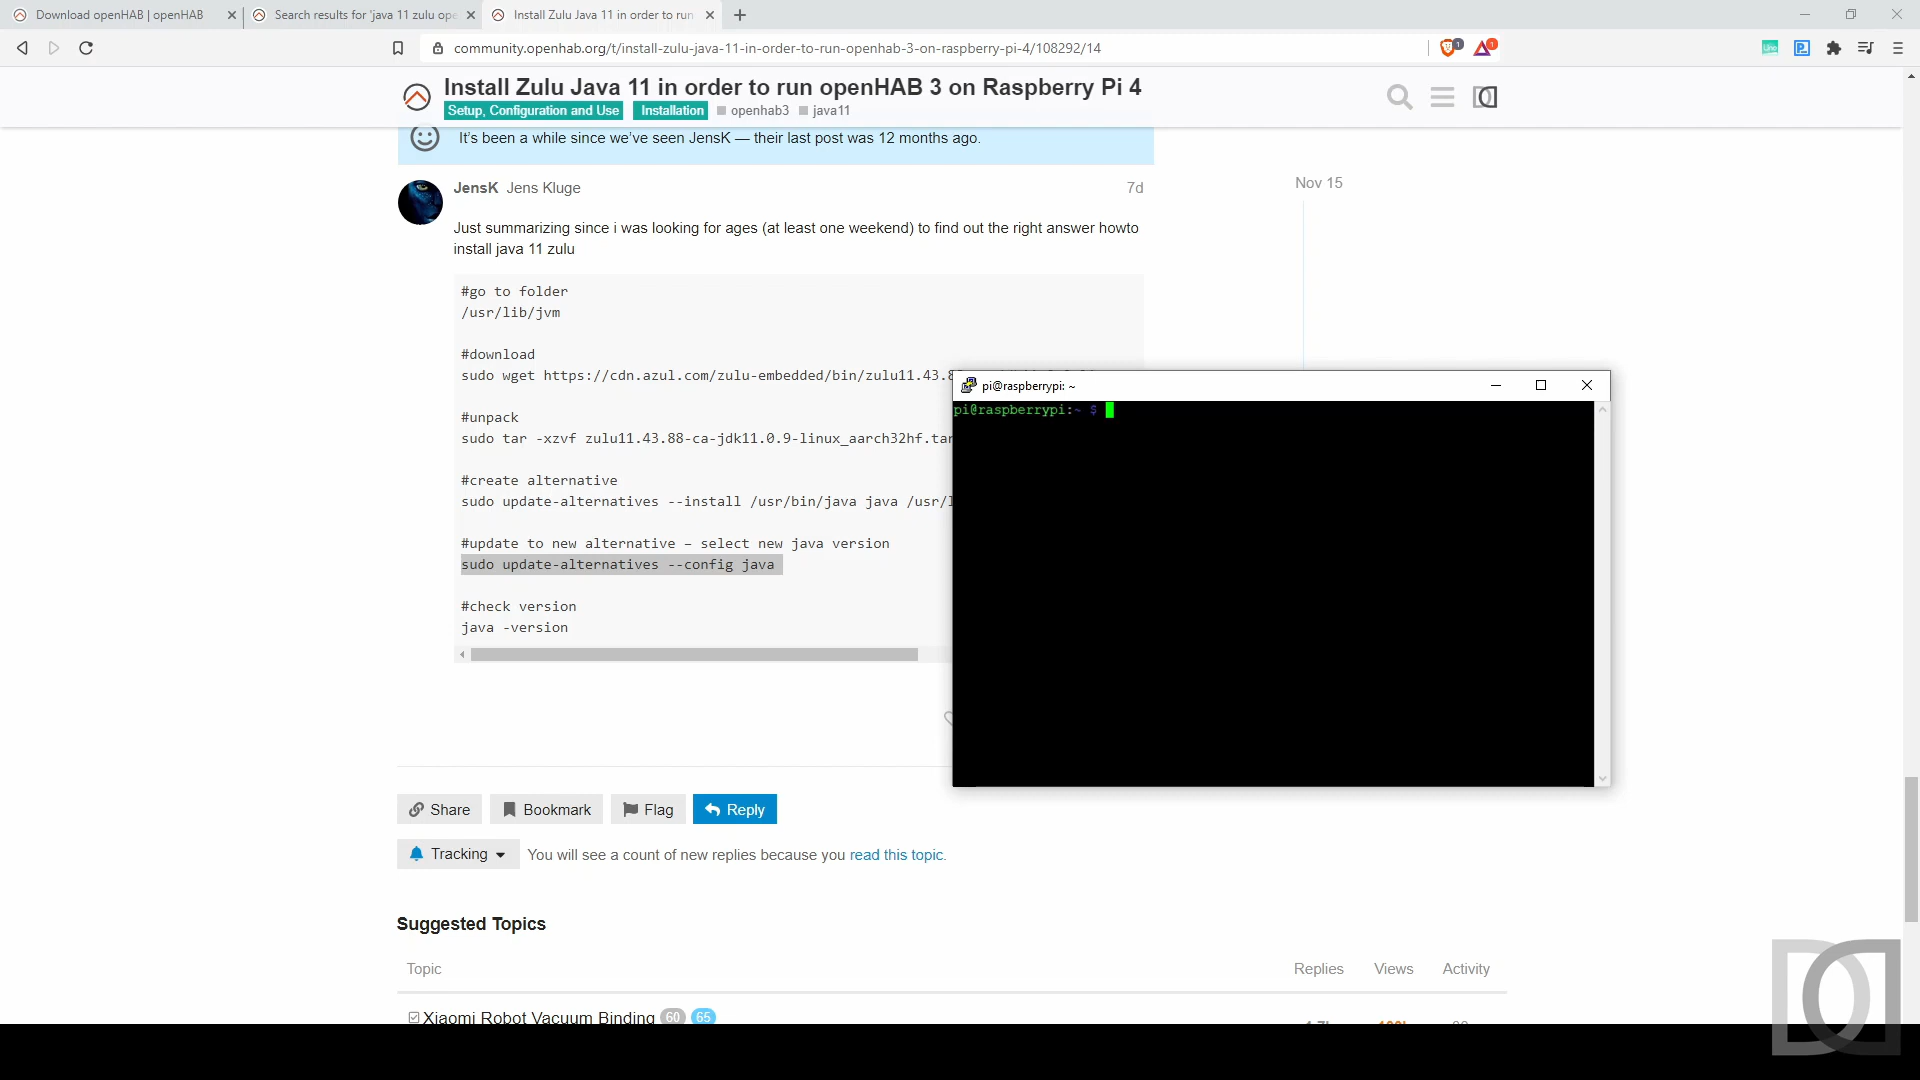 Download openHAB | openHAB
Search results for 'java 11 zulu ope
Install Zulu Java 11 in order to run
community.openhab.org/t/install-zulu-java-11-in-order-to-run-openhab-3-on-raspberry-pi-4/108292/14
1
1
Install Zulu Java 11 in order to run openHAB 3 on Raspberry Pi 4
Setup, Configuration and Use Installation openhab3 java11
It's been a while since we've seen JensK — their last post was 12 months ago.
JensK Jens Kluge 7d
Nov 15
Just summarizing since i was looking for ages (at least one weekend) to find out the right answer howto
install java 11 zulu
#go to folder
/usr/lib/jvm
#download
sudo wget https://cdn.azul.com/zulu-embedded/bin/zulu11.43.8
#unpack
sudo tar -xzvf zulu11.43.88-ca-jdk11.0.9-linux_aarch32hf.tar
#create alternative
sudo update-alternatives --install /usr/bin/java java /usr/l
#update to new alternative – select new java version
sudo update-alternatives --config java
#check version
java -version
pi@raspberrypi: ~
pi@raspberrypi:~ $
Share Bookmark Flag Reply
Tracking You will see a count of new replies because you read this topic.
Suggested Topics
Topic Replies Views Activity
Xiaomi Robot Vacuum Binding 60 65